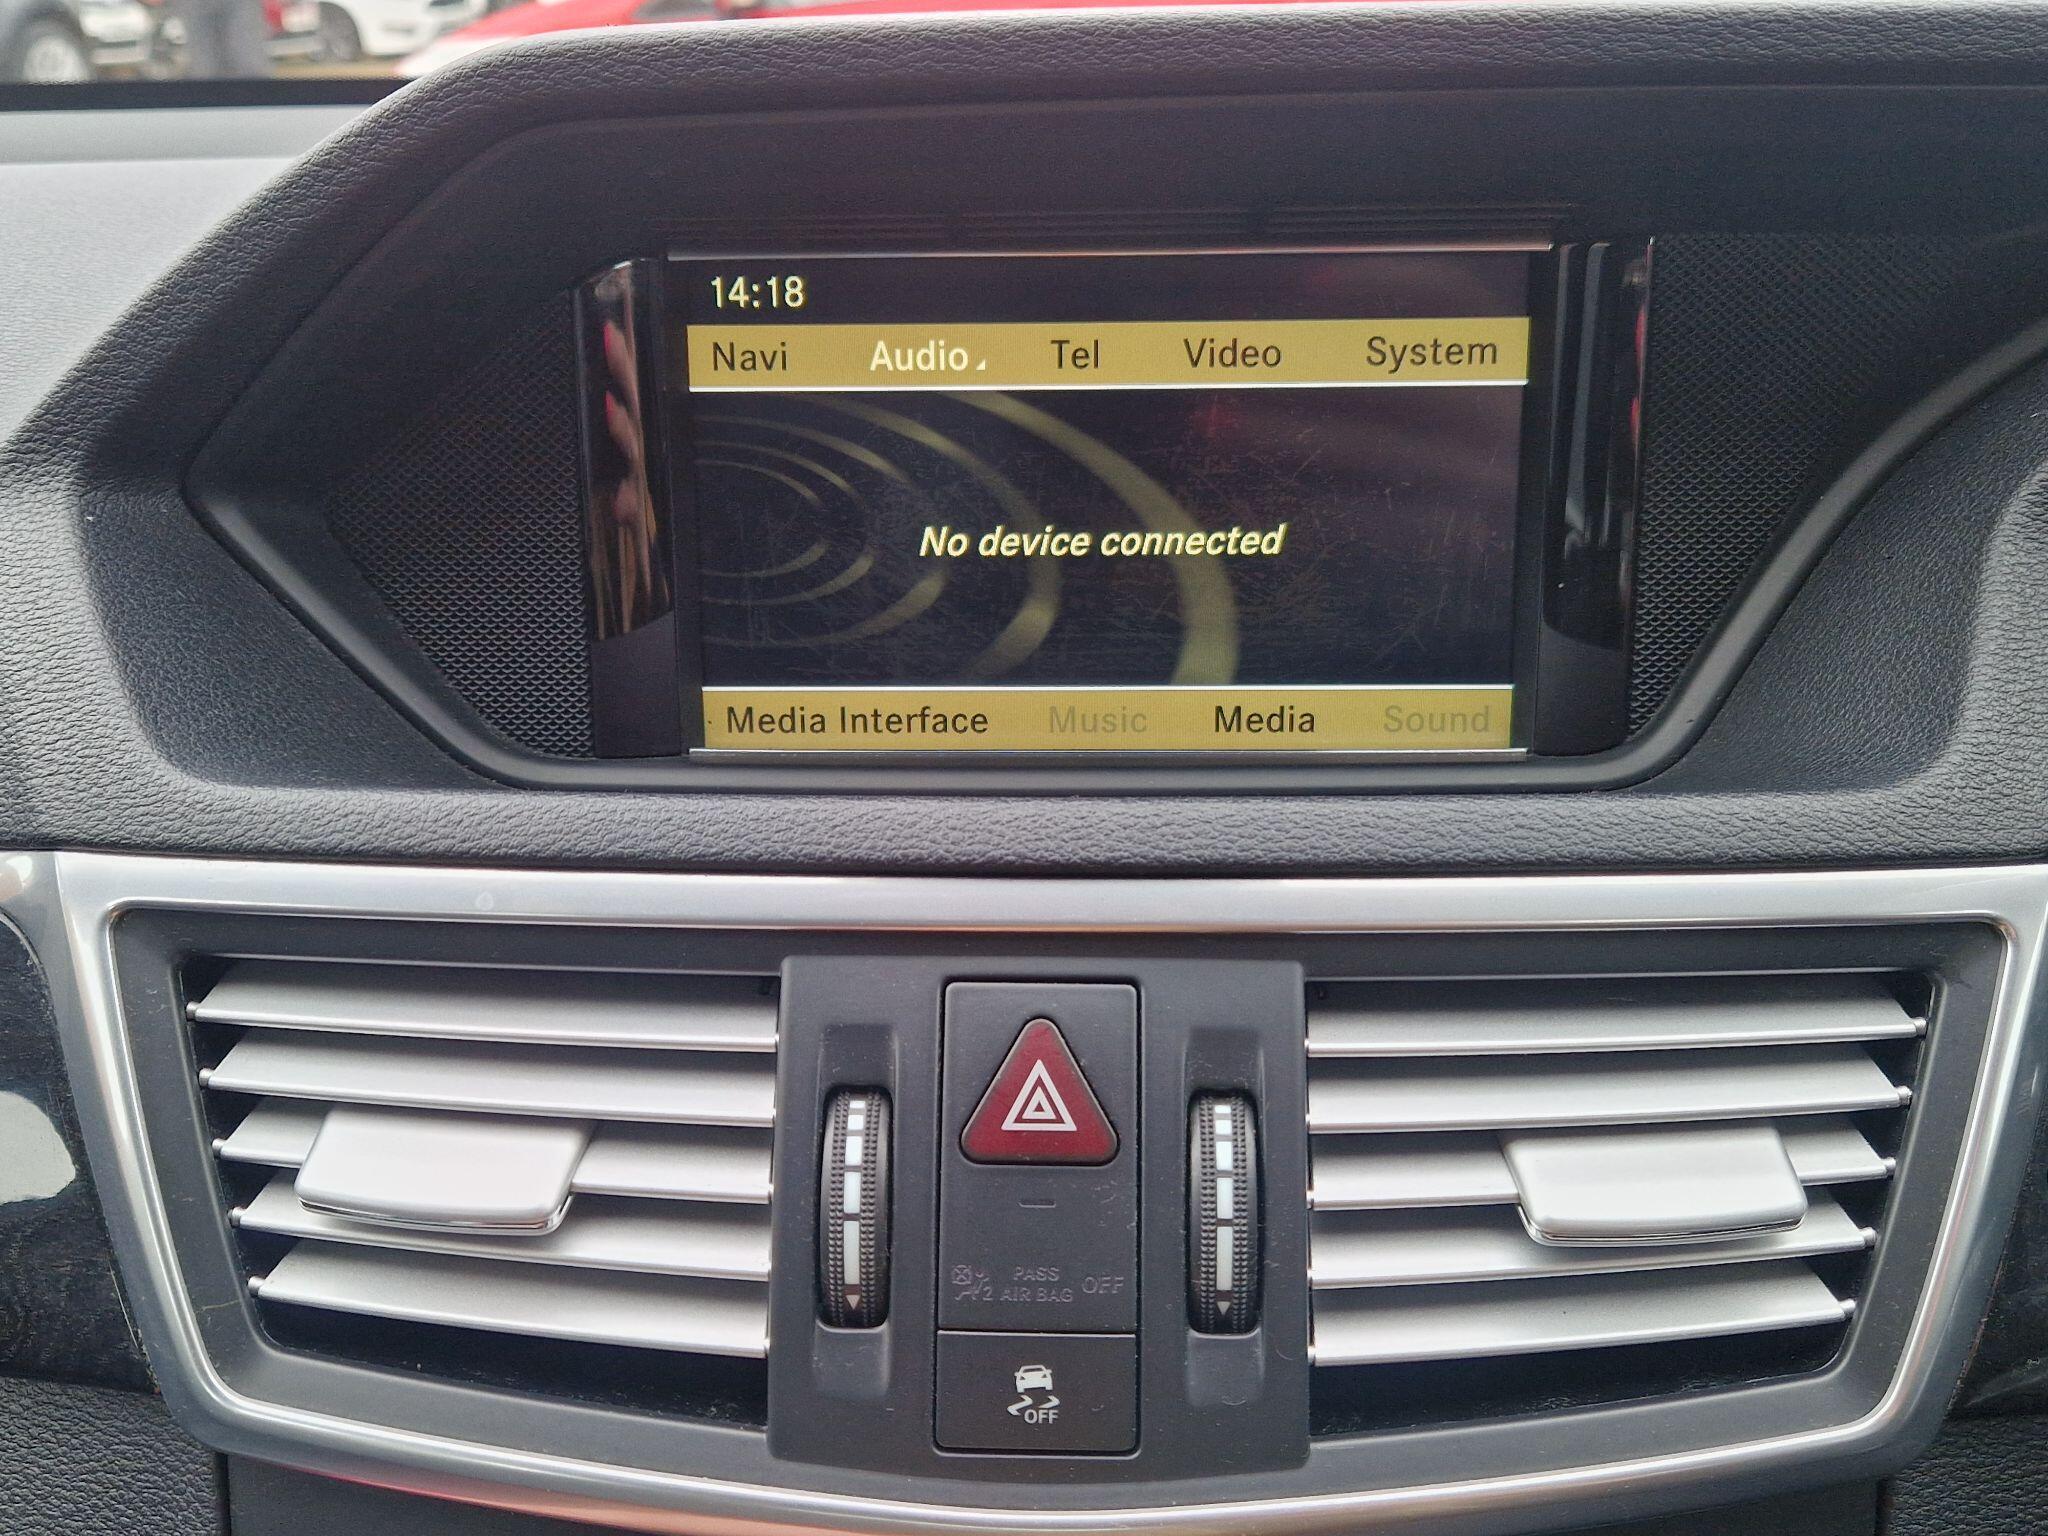 14:18
Navi Audio Tel Video System
No device connected
Media Interface Music Media Sound
PASS
2 AIR BAG OFF
OFF